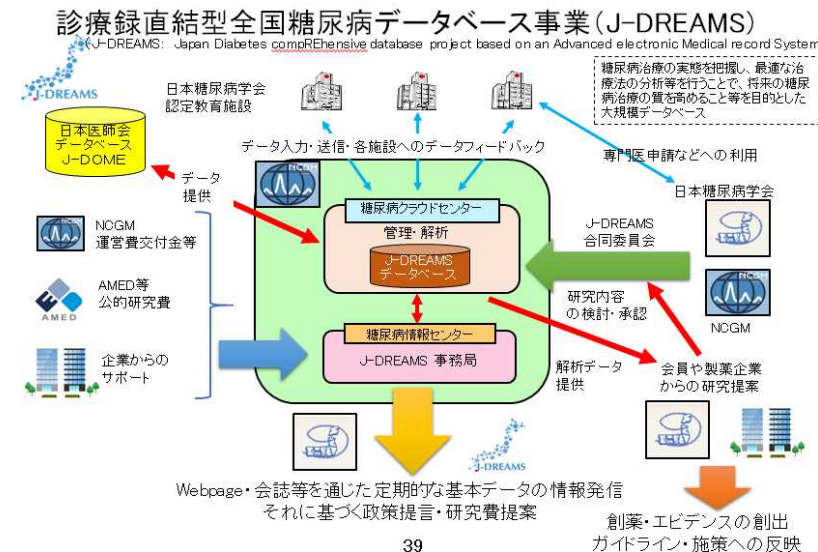 診療録直結型全国糖尿病データベース事業(J-DREAMS)
(J-DREAMS: Japan Diabetes compREhensive database project based on an Advanced electronic Medical record System
J-DREAMS
日本糖尿病学会
認定教育施設
糖尿病治療の実態を把握し、最適な治
療法の分析等を行うことで、将来の糖尿
病治療の質を高めること等を目的とした
大規模データベース
日本医師会
データベース
J-DOME
データ入力・送信・各施設へのデータフィードバック
専門医申請などへの利用
データ
提供
日本糖尿病学会
糖尿病クラウドセンター
管理・解析
J-DREAMS
データベース
J-DREAMS
合同委員会
NCGM
運営費交付金等
NCGM
NCGM
AMED等
公的研究費
AMED
研究内容
の検討・承認
糖尿病情報センター
J-DREAMS 事務局
企業からの
サポート
解析データ
提供
会員や製薬企業
からの研究提案
J-DREAMS
Webpage・会誌等を通じた定期的な基本データの情報発信
それに基づく政策提言・研究費提案
創薬・エビデンスの創出
ガイドライン・施策への反映
39